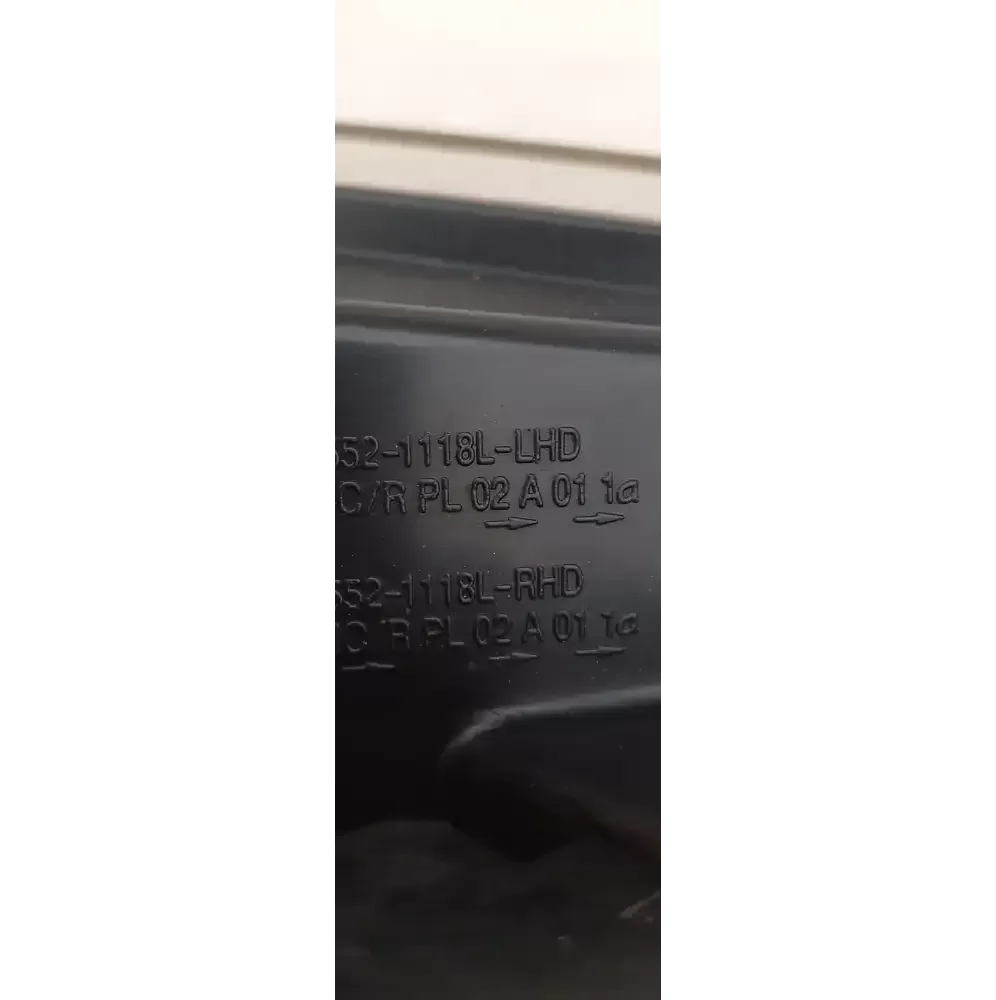 552-1118L-LHD
C/R PL 02 A 01 1a
552-1118L-RHD
C R PL 02 A 01 1a